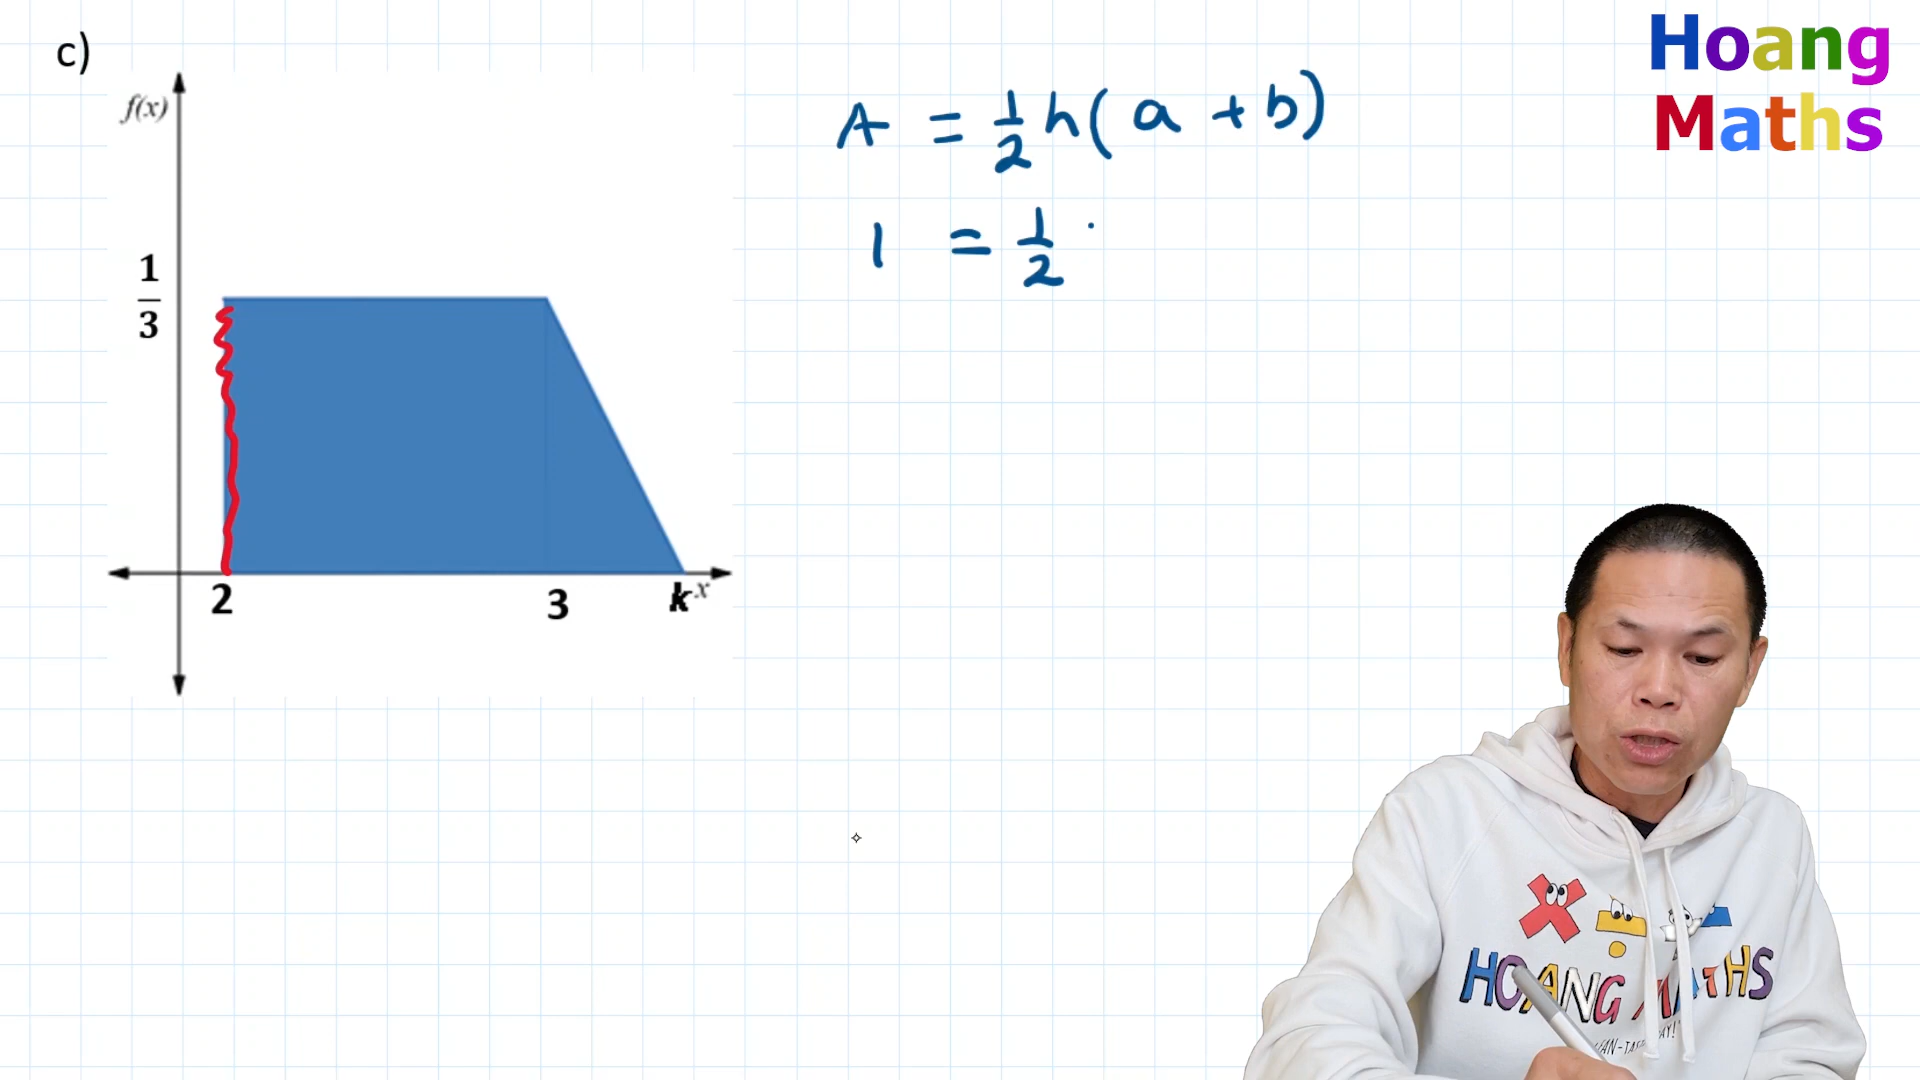 c)
Hoang
Maths
f(x)
A = 1/2 h( a + b)
1 = 1/2 ·
1/3
2 3 k x
HOANG MATHS